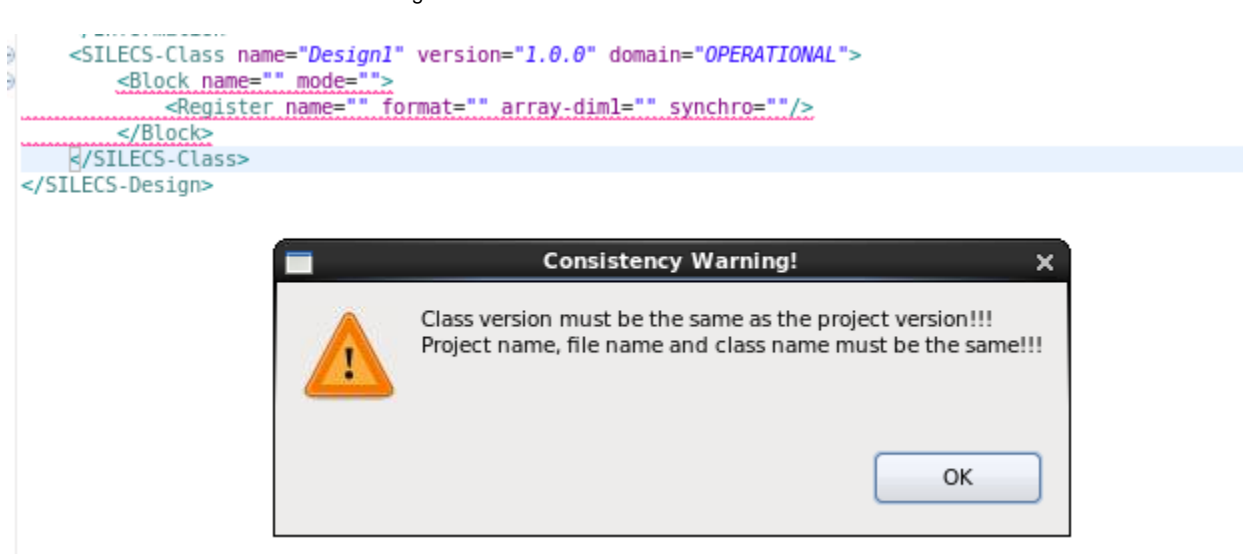 <SILECS-Class name="Design1" version="1.0.0" domain="OPERATIONAL">
<Block name="" mode="">
<Register name="" format="" array-dim1="" synchro=""/>
</Block>
</SILECS-Class>
</SILECS-Design>
Consistency Warning!
Class version must be the same as the project version!!!
Project name, file name and class name must be the same!!!
OK